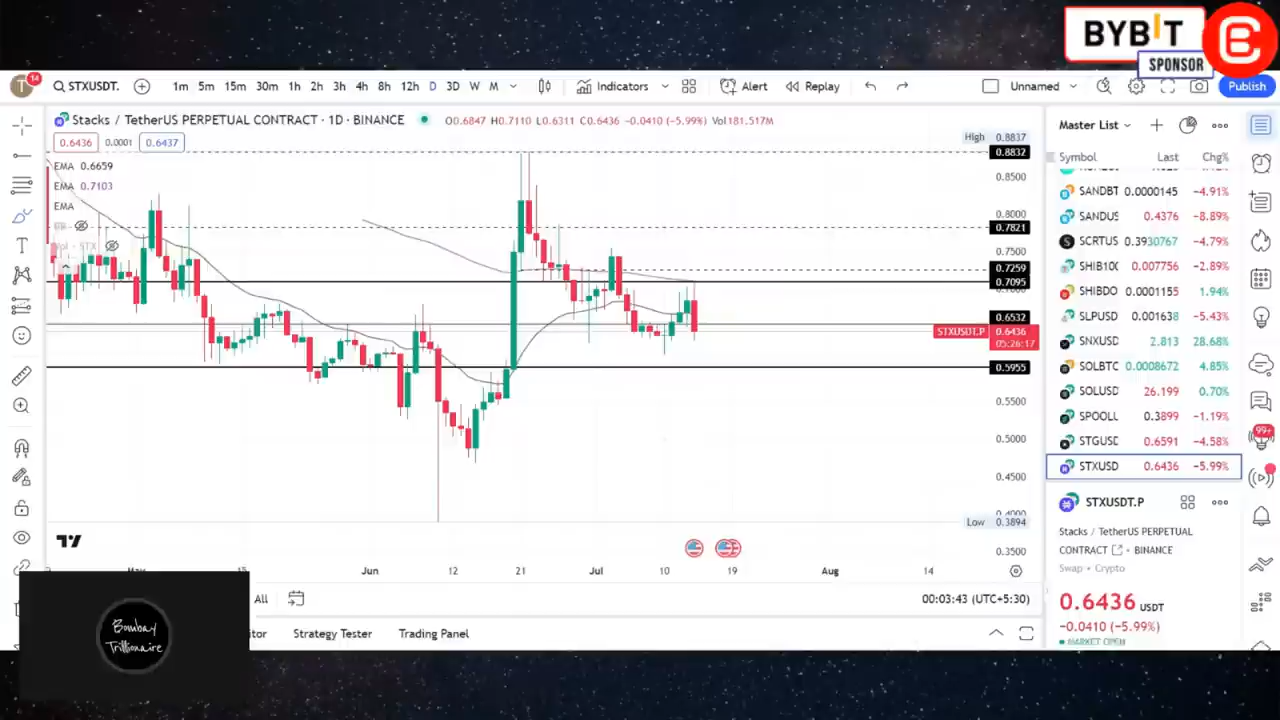 BYBIT
SPONSOR
14
STXUSDT.
1m 5m 15m 30m 1h 2h 3h 4h 8h 12h D 3D W M
Indicators
Alert
Replay
Unnamed
Publish
Stacks / TetherUS PERPETUAL CONTRACT · 1D · BINANCE
O0.6847 H0.7110 L0.6311 C0.6436 −0.0410 (−5.99%) Vol181.517M
0.6436 0.0001 0.6437
EMA 0.6659
EMA 0.7103
EMA
BB
Vol · STX
High 0.8837
0.8832
0.8500
0.8000
0.7821
0.7500
0.7259
0.7095
0.6532
STXUSDT.P 0.6436
05:26:17
0.5955
0.5500
0.5000
0.4500
Low 0.3894
0.3500
Jun 12 21 Jul 10 19 Aug 14
All
00:03:43 (UTC+5:30)
Strategy Tester
Trading Panel
Bombay
Trillionaire
Master List
Symbol Last Chg%
SANDBT 0.0000145 −4.91%
SANDUS 0.4376 −8.89%
SCRTUS 0.3930767 −4.79%
SHIB100 0.007756 −2.89%
SHIBDO 0.0001155 1.94%
SLPUSD 0.001638 −5.43%
SNXUSD 2.813 28.68%
SOLBTC 0.0008672 4.85%
SOLUSD 26.199 0.70%
SPOOLU 0.3899 −1.19%
STGUSD 0.6591 −4.58%
STXUSD 0.6436 −5.99%
STXUSDT.P
Stacks / TetherUS PERPETUAL
CONTRACT · BINANCE
Swap · Crypto
0.6436 USDT
−0.0410 (−5.99%)
MARKET OPEN
99+